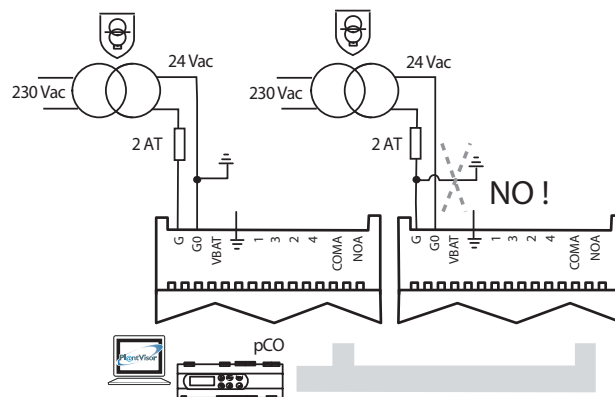 24 Vac
230 Vac
2 AT
G
G0
VBAT
1
3
2
4
COMA
NOA
24 Vac
230 Vac
2 AT
NO !
G
G0
VBAT
1
3
2
4
COMA
NOA
pCO
PlantVisor